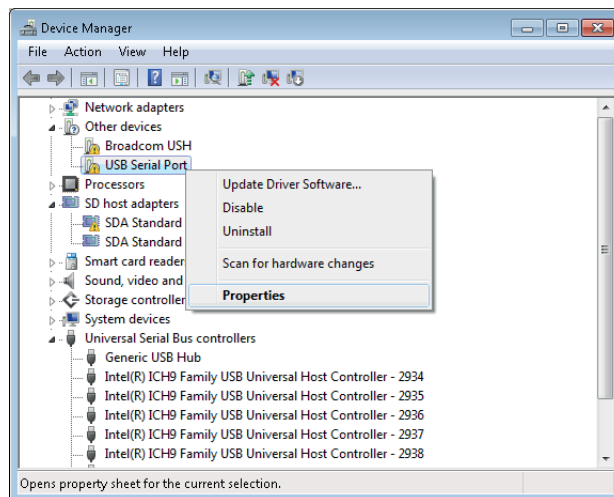 Device Manager
File Action View Help
Network adapters
Other devices
Broadcom USH
USB Serial Port
Processors
SD host adapters
SDA Standard
SDA Standard
Smart card reader
Sound, video and
Storage controller
System devices
Universal Serial Bus controllers
Generic USB Hub
Intel(R) ICH9 Family USB Universal Host Controller - 2934
Intel(R) ICH9 Family USB Universal Host Controller - 2935
Intel(R) ICH9 Family USB Universal Host Controller - 2936
Intel(R) ICH9 Family USB Universal Host Controller - 2937
Intel(R) ICH9 Family USB Universal Host Controller - 2938
Update Driver Software...
Disable
Uninstall
Scan for hardware changes
Properties
Opens property sheet for the current selection.